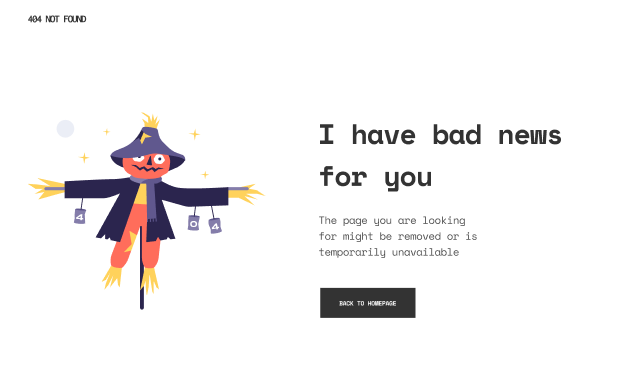 404 NOT FOUND
I have bad news
for you
4
0
4
The page you are looking
for might be removed or is
temporarily unavailable
BACK TO HOMEPAGE